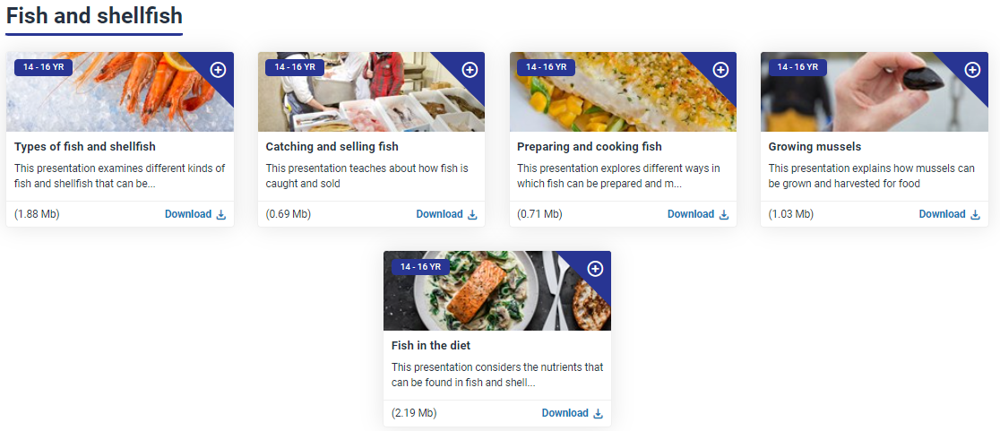 Fish and shellfish
14 - 16 YR
Types of fish and shellfish
This presentation examines different kinds of
fish and shellfish that can be...
(1.88 Mb)
Download
14 - 16 YR
Catching and selling fish
This presentation teaches about how fish is
caught and sold
(0.69 Mb)
Download
14 - 16 YR
Preparing and cooking fish
This presentation explores different ways in
which fish can be prepared and m...
(0.71 Mb)
Download
14 - 16 YR
Growing mussels
This presentation explains how mussels can
be grown and harvested for food
(1.03 Mb)
Download
14 - 16 YR
Fish in the diet
This presentation considers the nutrients that
can be found in fish and shell...
(2.19 Mb)
Download